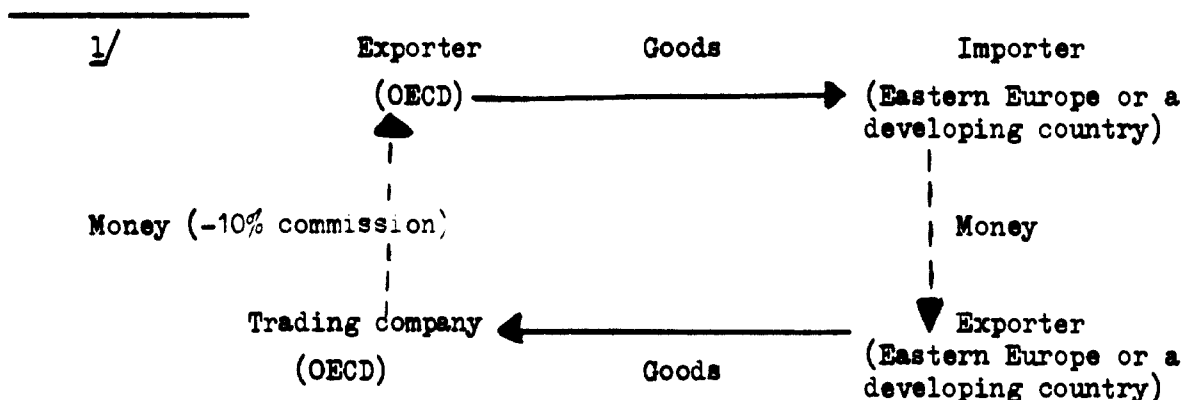 1/
Exporter Goods Importer
(OECD) (Eastern Europe or a
developing country)
Money (-10% commission) Money
Trading company Exporter
(OECD) Goods (Eastern Europe or a
developing country)